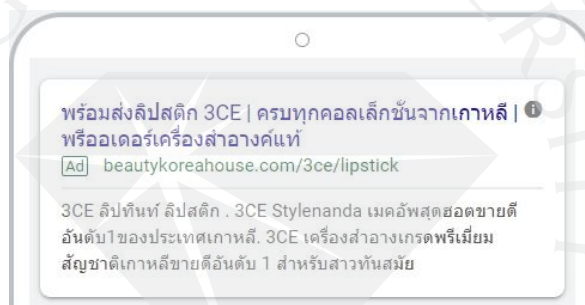 พร้อมส่งลิปสติก 3CE | ครบทุกคอลเล็กชั่นจากเกาหลี |
พรีออเดอร์เครื่องสำอางค์แท้
Ad beautykoreahouse.com/3ce/lipstick
3CE ลิปทินท์ ลิปสติก . 3CE Stylenanda เมคอัพสุดฮอตขายดี
อันดับ1ของประเทศเกาหลี. 3CE เครื่องสำอางเกรดพรีเมี่ยม
สัญชาติเกาหลีขายดีอันดับ 1 สำหรับสาวทันสมัย